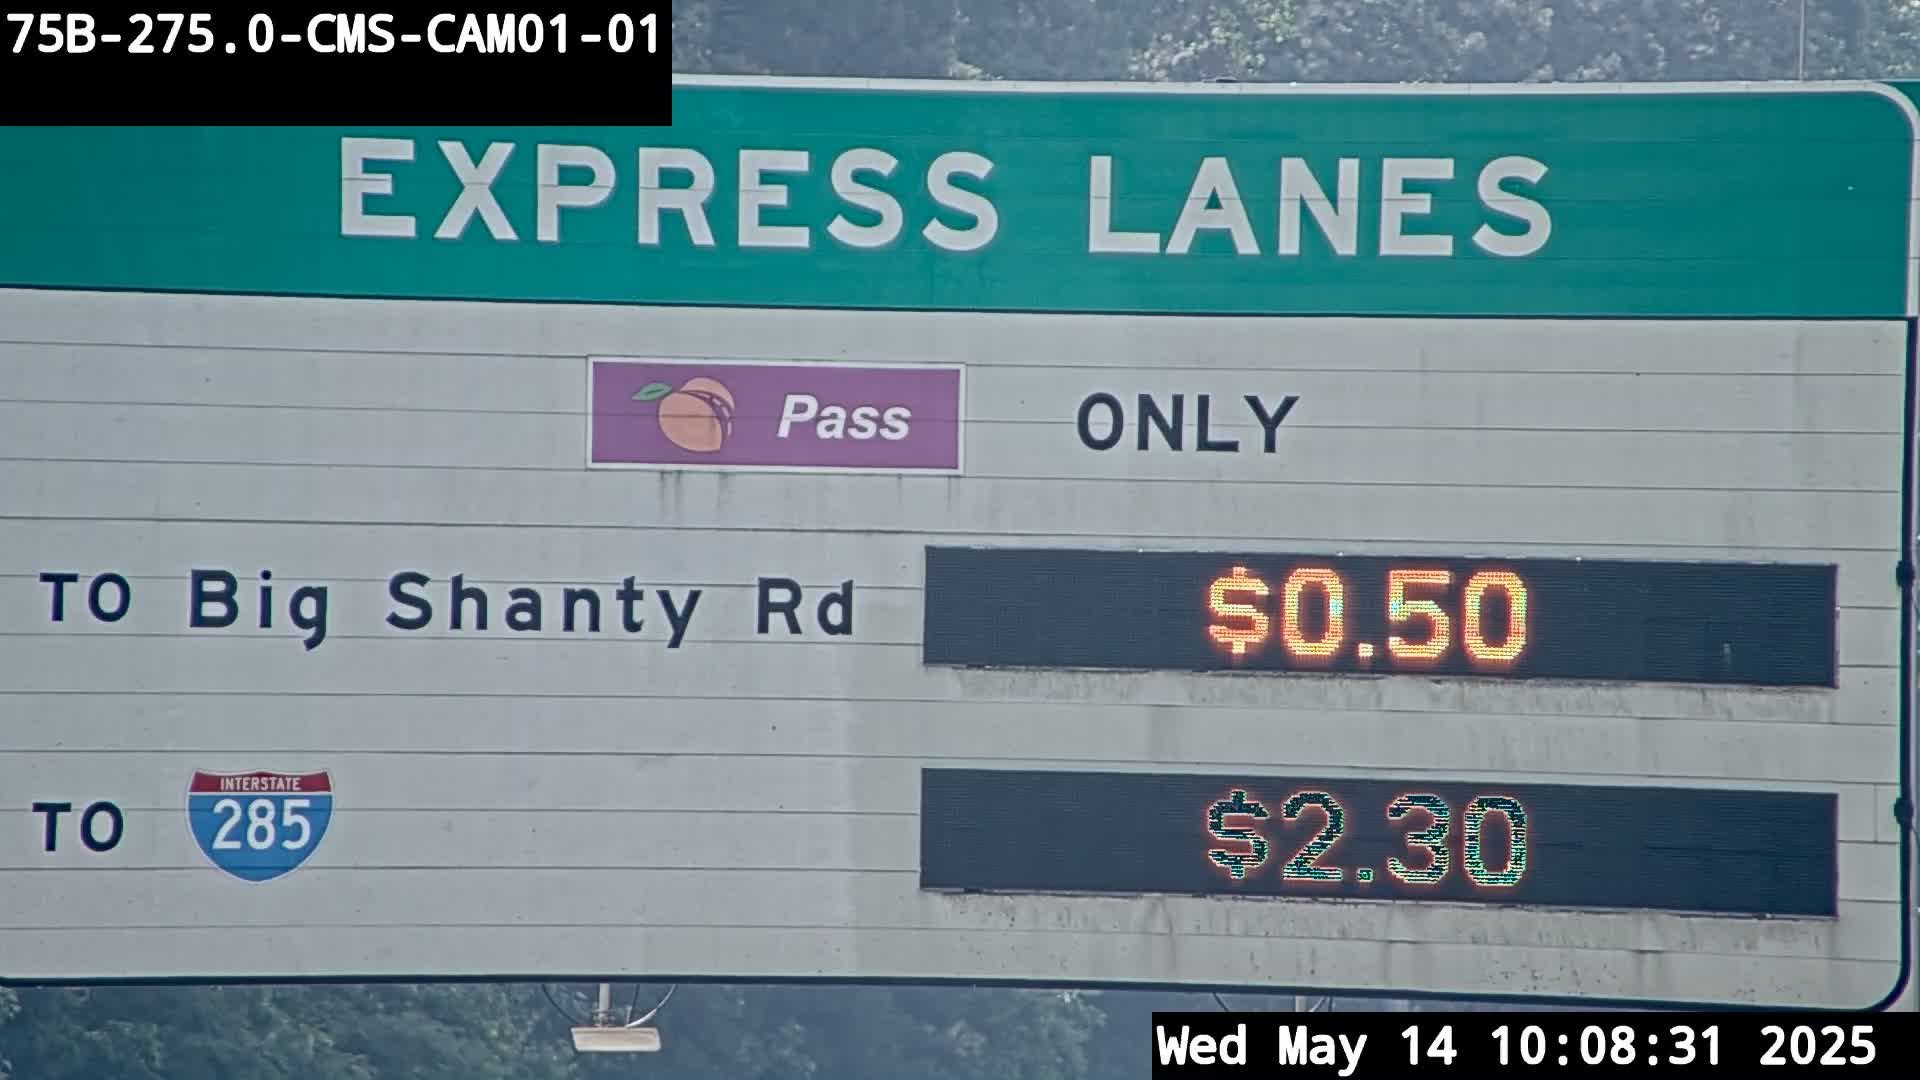 75B-275.0-CMS-CAM01-01
EXPRESS LANES
Pass ONLY
TO Big Shanty Rd $0.50
INTERSTATE
TO 285 $2.30
Wed May 14 10:08:31 2025